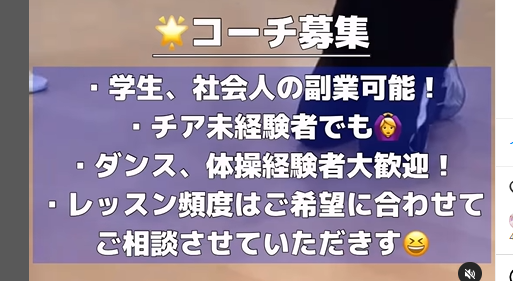 🌟コーチ募集
・学生、社会人の副業可能！
・チア未経験者でも🙆‍♀️
・ダンス、体操経験者大歓迎！
・レッスン頻度はご希望に合わせて
ご相談させていただきす😆